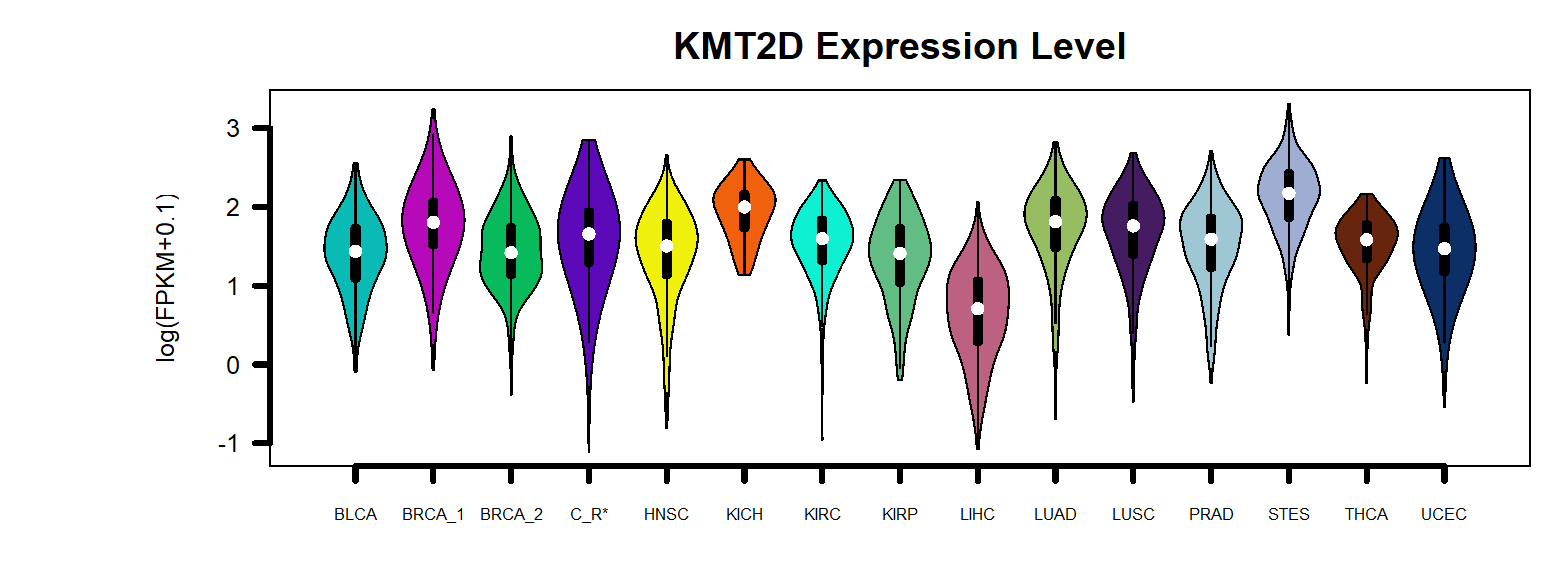 KMT2D Expression Level
log(FPKM+0.1)
3
2
1
0
-1
BLCA BRCA_1 BRCA_2 C_R* HNSC KICH KIRC KIRP LIHC LUAD LUSC PRAD STES THCA UCEC